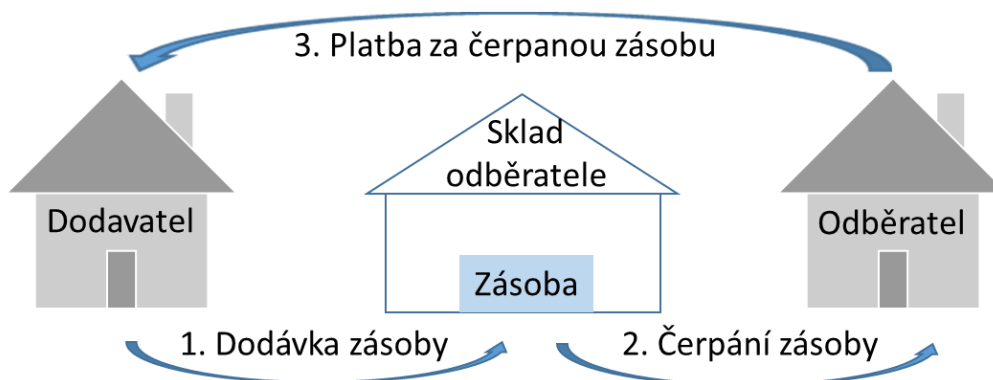 3. Platba za čerpanou zásobu
Sklad
odběratele
Dodavatel
Odběratel
Zásoba
1. Dodávka zásoby
2. Čerpání zásoby